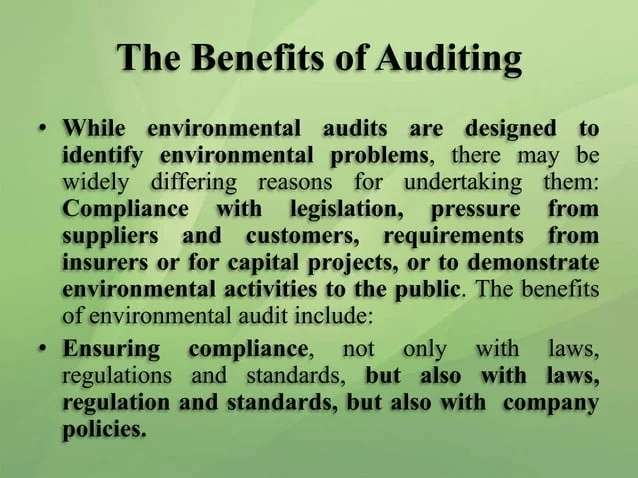 The Benefits of Auditing
• While environmental audits are designed to
identify environmental problems, there may be
widely differing reasons for undertaking them:
Compliance with legislation, pressure from
suppliers and customers, requirements from
insurers or for capital projects, or to demonstrate
environmental activities to the public. The benefits
of environmental audit include:
• Ensuring compliance, not only with laws,
regulations and standards, but also with laws,
regulation and standards, but also with company
policies.